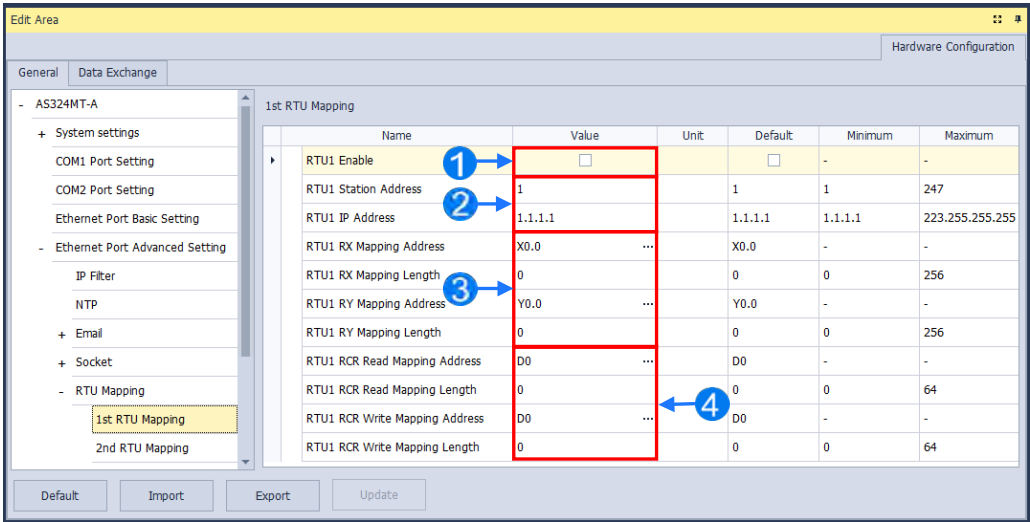 Edit Area
Hardware Configuration
General Data Exchange
- AS324MT-A
+ System settings
COM1 Port Setting
COM2 Port Setting
Ethernet Port Basic Setting
- Ethernet Port Advanced Setting
IP Filter
NTP
+ Email
+ Socket
- RTU Mapping
1st RTU Mapping
2nd RTU Mapping
1st RTU Mapping
Name Value Unit Default Minimum Maximum
RTU1 Enable 1 - -
RTU1 Station Address 1 1 1 247
2
RTU1 IP Address 1.1.1.1 1.1.1.1 1.1.1.1 223.255.255.255
RTU1 RX Mapping Address X0.0 ... X0.0 - -
RTU1 RX Mapping Length 0 0 0 256
3
RTU1 RY Mapping Address Y0.0 ... Y0.0 - -
RTU1 RY Mapping Length 0 0 0 256
RTU1 RCR Read Mapping Address D0 ... D0 - -
RTU1 RCR Read Mapping Length 0 0 0 64
4
RTU1 RCR Write Mapping Address D0 ... D0 - -
RTU1 RCR Write Mapping Length 0 0 0 64
Default Import Export Update